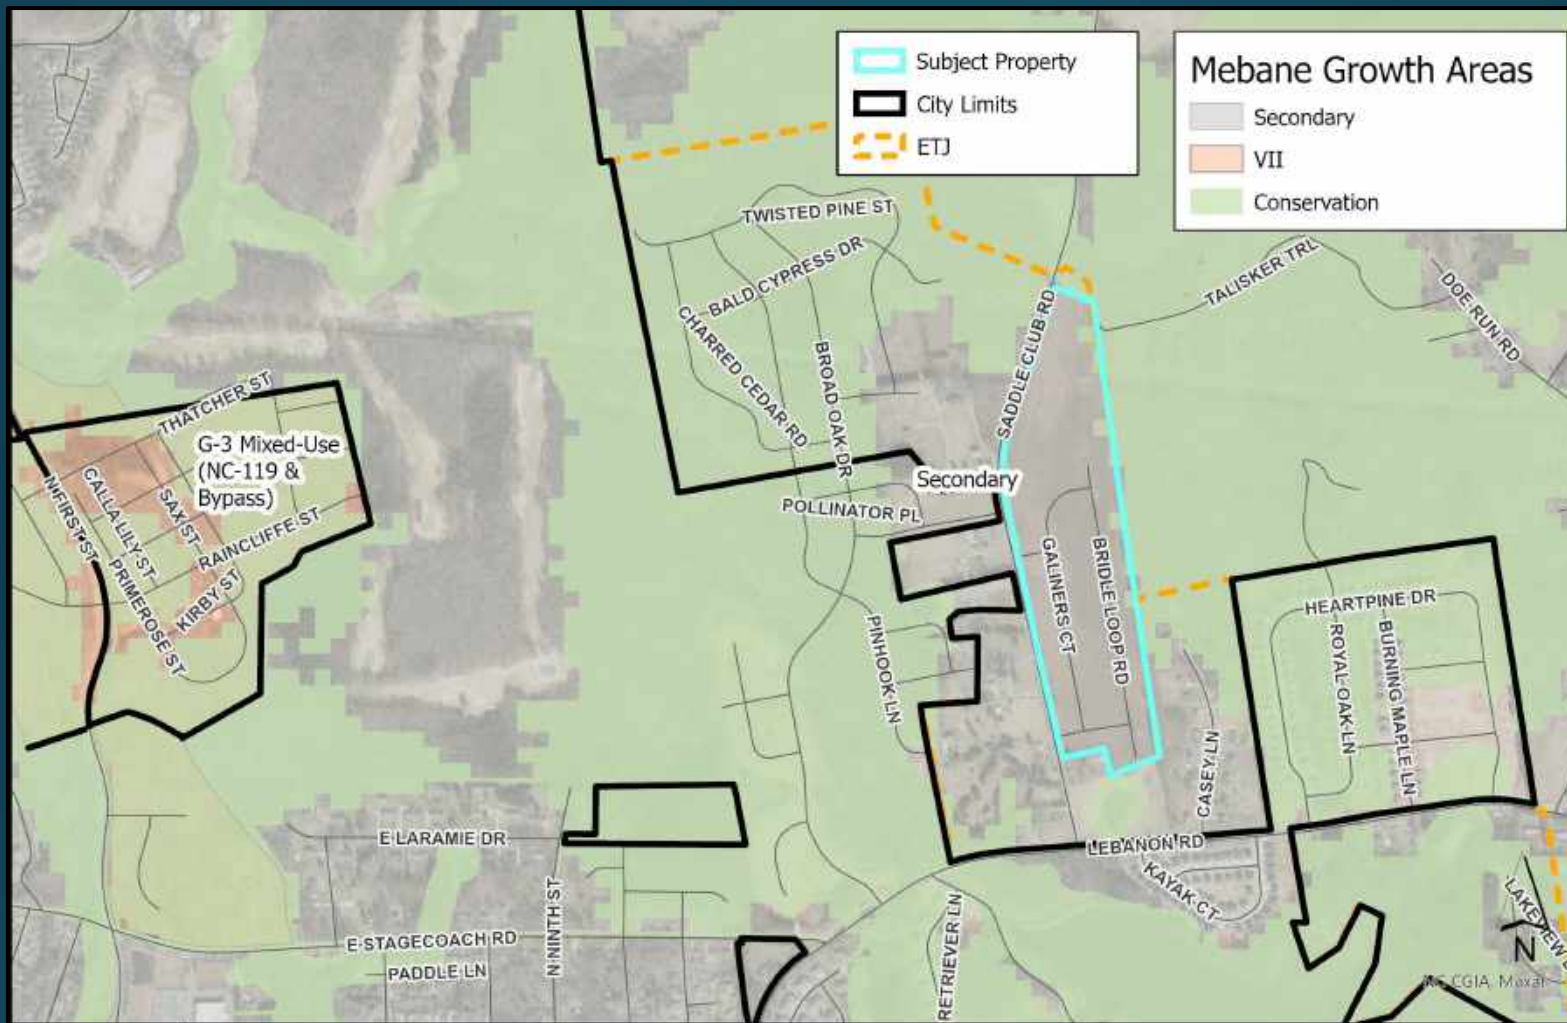 Subject Property
City Limits
ETJ
Mebane Growth Areas
Secondary
VII
Conservation
TWISTED PINE ST
BALD CYPRESS DR
CHARRED CEDAR RD
BROAD OAK DR
SADDLE CLUB RD
TALISKER TRL
DOE RUN RD
THATCHER ST
G-3 Mixed-Use
(NC-119 &
Bypass)
N FIRST ST
CALLA LILY ST
SAX ST
RAINCLIFFE ST
PRIMEROSE ST
KIRBY ST
Secondary
POLLINATOR PL
GALINERS CT
BRIDLE LOOP RD
PINHOOK LN
HEARTPINE DR
ROYAL OAK LN
BURNING MAPLE LN
CASEY LN
E LARAMIE DR
LEBANON RD
KAYAK CT
N NINTH ST
E STAGECOACH RD
PADDLE LN
RETRIEVER LN
N
CGIA, Maxar